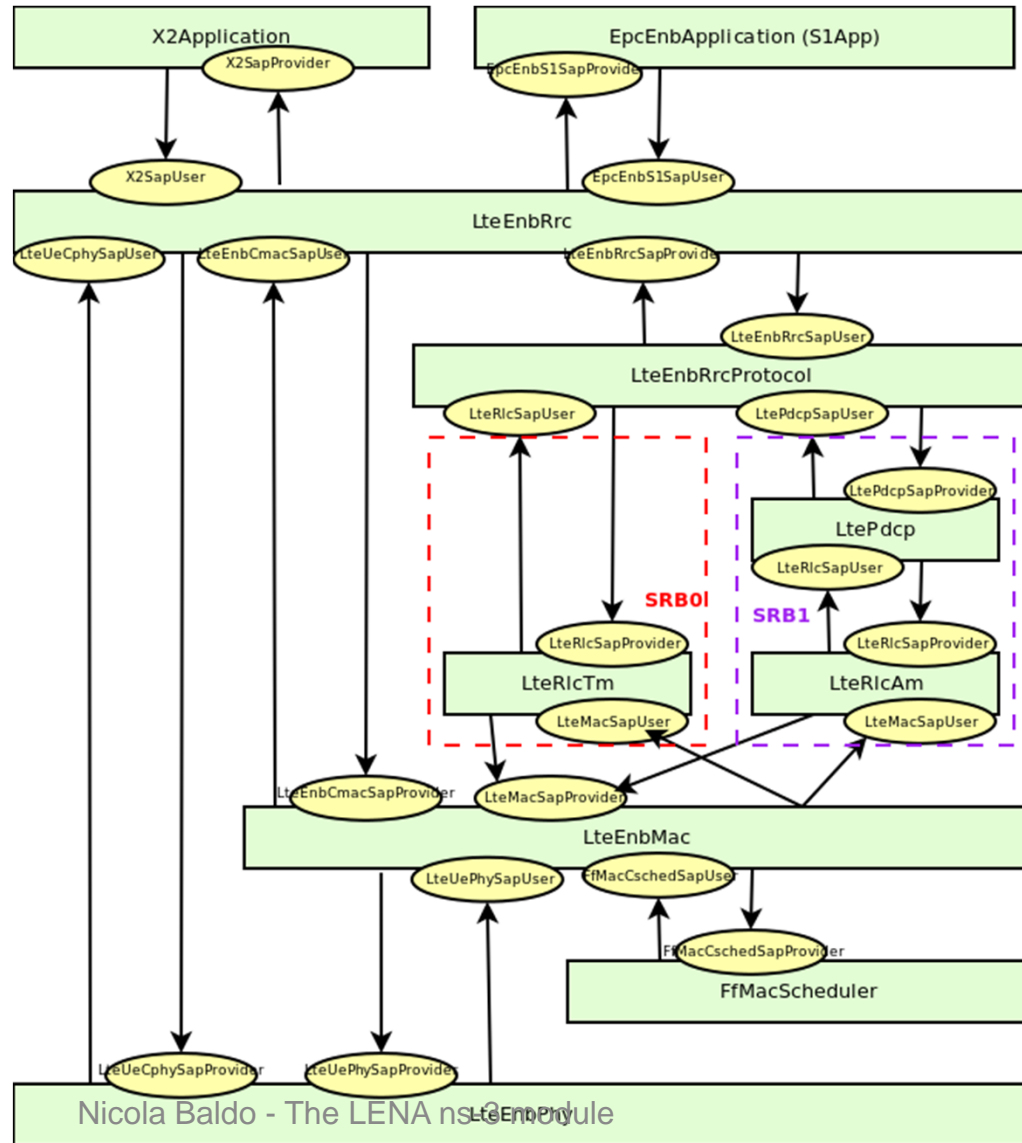 X2Application
EpcEnbApplication (S1App)
X2SapProvider
EpcEnbS1SapProvide
X2SapUser
EpcEnbS1SapUser
LteEnbRrc
LteUeCphySapUser
LteEnbCmacSapUser
LteEnbRrcSapProvide
LteEnbRrcSapUser
LteEnbRrcProtocol
LteRlcSapUser
LtePdcpSapUser
LtePdcpSapProvider
LtePdcp
LteRlcSapUser
SRB0
SRB1
LteRlcSapProvider
LteRlcSapProvider
LteRlcTm
LteRlcAm
LteMacSapUser
LteMacSapUser
LteEnbCmacSapProvider
LteMacSapProvider
LteEnbMac
LteUePhySapUser
FfMacCschedSapUser
FfMacCschedSapProvider
FfMacScheduler
LteUeCphySapProvider
LteUePhySapProvider
LteEnbPhy
Nicola Baldo - The LENA ns-3 module